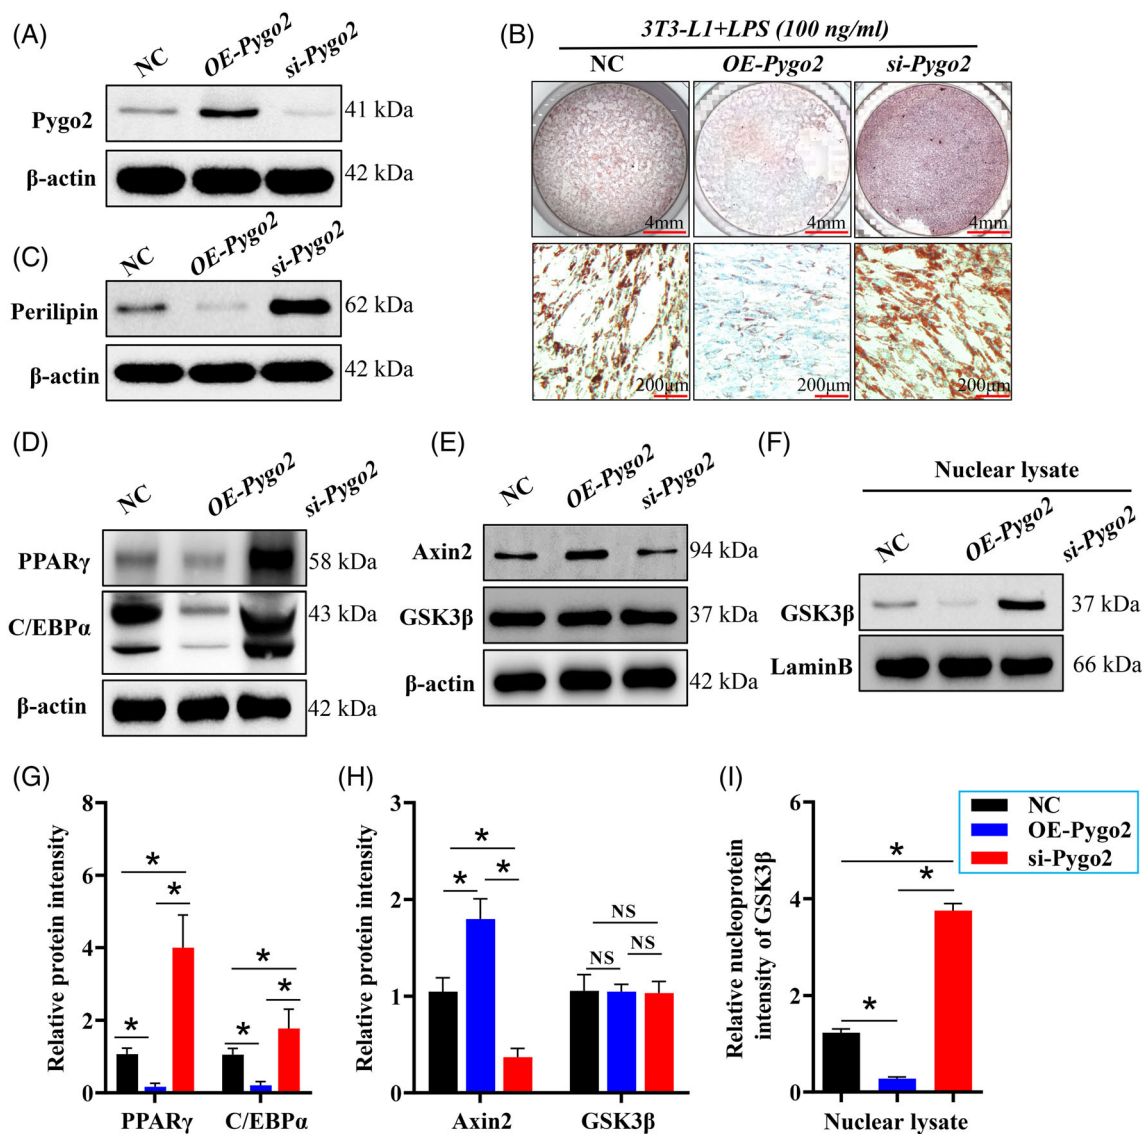 (A)
NC
OE-Pygo2
si-Pygo2
Pygo2
41 kDa
β-actin
42 kDa
(B)
3T3-L1+LPS (100 ng/ml)
NC
OE-Pygo2
si-Pygo2
4mm
4mm
4mm
200μm
200μm
200μm
(C)
NC
OE-Pygo2
si-Pygo2
Perilipin
62 kDa
β-actin
42 kDa
(D)
NC
OE-Pygo2
si-Pygo2
PPARγ
58 kDa
C/EBPα
43 kDa
β-actin
42 kDa
(E)
NC
OE-Pygo2
si-Pygo2
Axin2
94 kDa
GSK3β
37 kDa
β-actin
42 kDa
(F)
Nuclear lysate
NC
OE-Pygo2
si-Pygo2
GSK3β
37 kDa
LaminB
66 kDa
(G)
Relative protein intensity
8
6
4
2
0
*
*
*
*
*
*
PPARγ
C/EBPα
(H)
Relative protein intensity
3
2
1
0
*
*
*
NS
NS
NS
Axin2
GSK3β
(I)
Relative nucleoprotein
intensity of GSK3β
6
4
2
0
*
*
*
Nuclear lysate
NC
OE-Pygo2
si-Pygo2